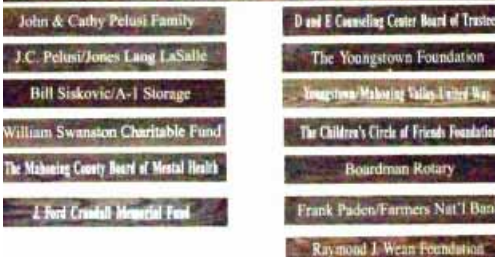 John & Cathy Pelusi Family
J.C. Pelusi/Jones Lang LaSalle
Bill Siskovic/A-1 Storage
William Swanston Charitable Fund
The Mahoning County Board of Mental Health
J. Ford Crandall Memorial Fund
D and E Counseling Center Board of Trustee
The Youngstown Foundation
Youngstown/Mahoning Valley United Way
The Children's Circle of Friends Foundation
Boardman Rotary
Frank Paden/Farmers Nat'l Ban
Raymond J. Wean Foundation